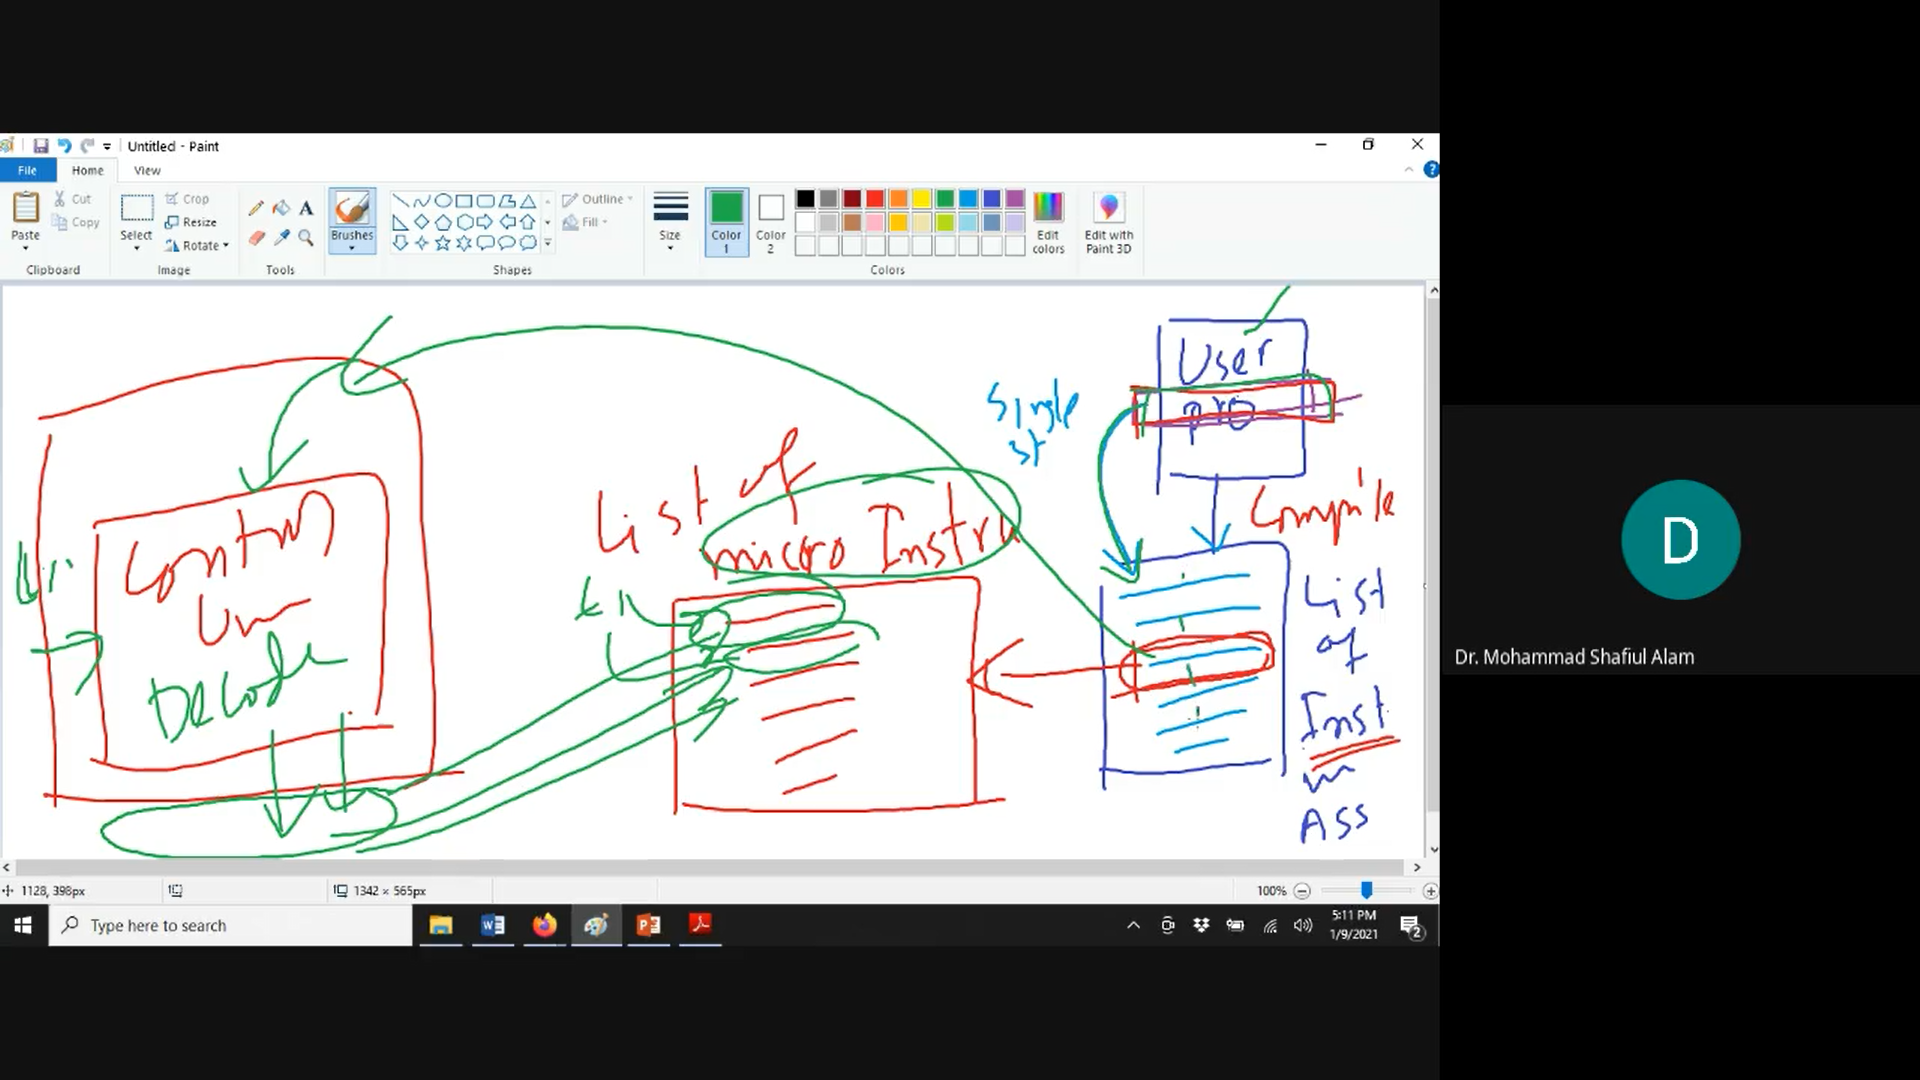 Untitled - Paint
File
Home
View
Paste
Cut
Copy
Clipboard
Select
Crop
Resize
Rotate
Image
Tools
Brushes
Shapes
Outline
Fill
Size
Color
1
Color
2
Edit
colors
Edit with
Paint 3D
Colors
User
pro
Single
st
Compile
List of
micro Instru
Control
Un
Decode
List
of
Inst
in
Ass
1128, 398px
1342 × 565px
100%
Type here to search
5:11 PM
1/9/2021
2
D
Dr. Mohammad Shafiul Alam